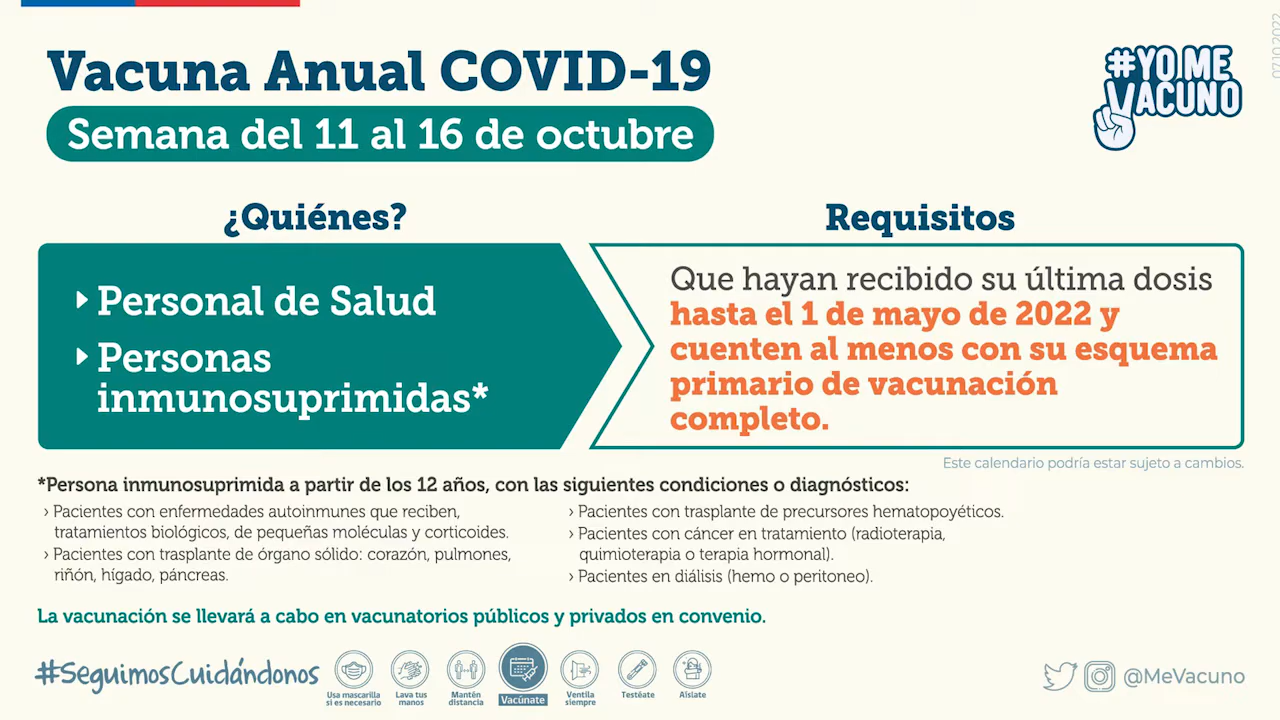 07.10.2022
Vacuna Anual COVID-19
#YO ME
VACUNO
Semana del 11 al 16 de octubre
¿Quiénes?
Requisitos
Personal de Salud
Personas
inmunosuprimidas*
Que hayan recibido su última dosis
hasta el 1 de mayo de 2022 y
cuenten al menos con su esquema
primario de vacunación
completo.
Este calendario podría estar sujeto a cambios.
*Persona inmunosuprimida a partir de los 12 años, con las siguientes condiciones o diagnósticos:
› Pacientes con enfermedades autoinmunes que reciben,
tratamientos biológicos, de pequeñas moléculas y corticoides.
› Pacientes con trasplante de órgano sólido: corazón, pulmones,
riñón, hígado, páncreas.
› Pacientes con trasplante de precursores hematopoyéticos.
› Pacientes con cáncer en tratamiento (radioterapia,
quimioterapia o terapia hormonal).
› Pacientes en diálisis (hemo o peritoneo).
La vacunación se llevará a cabo en vacunatorios públicos y privados en convenio.
#SeguimosCuidándonos
Usa mascarilla
si es necesario
Lava tus
manos
Mantén
distancia
Vacúnate
Ventila
siempre
Testéate
Aíslate
@MeVacuno